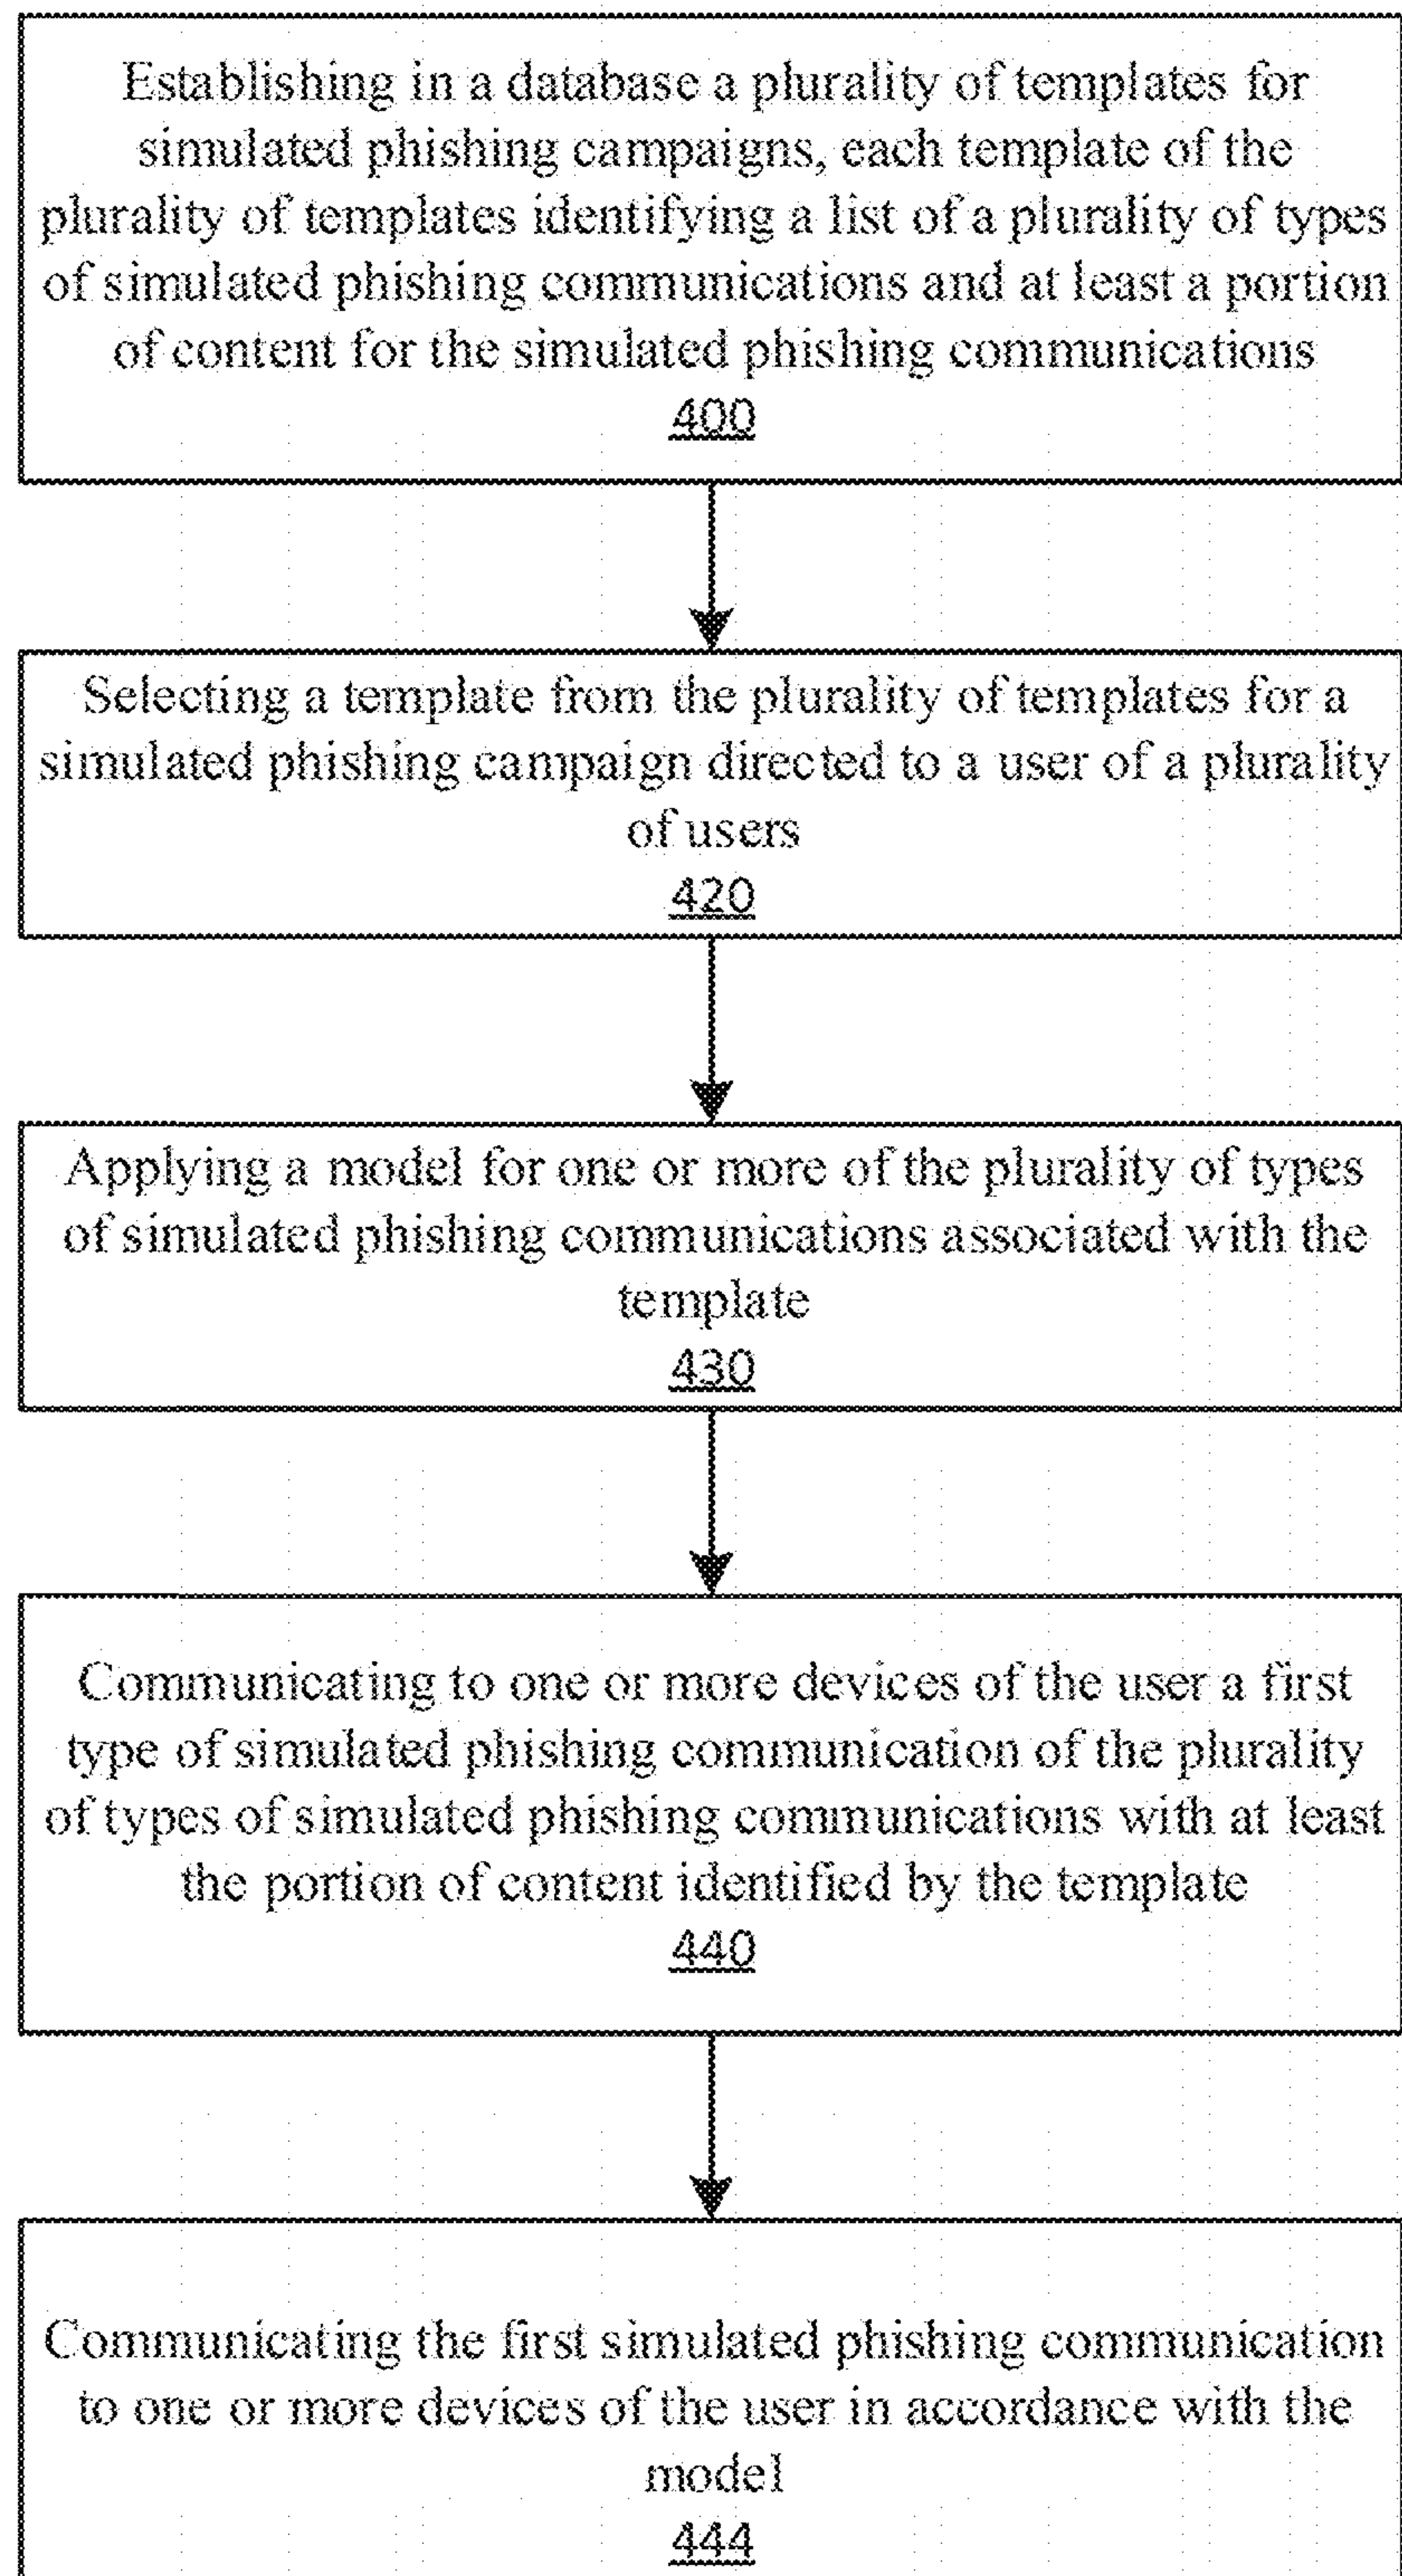 Establishing in a database a plurality of templates for
simulated phishing campaigns, each template of the
plurality of templates identifying a list of a plurality of types
of simulated phishing communications and at least a portion
of content for the simulated phishing communications
400
Selecting a template from the plurality of templates for a
simulated phishing campaign directed to a user of a plurality
of users
420
Applying a model for one or more of the plurality of types
of simulated phishing communications associated with the
template
430
Communicating to one or more devices of the user a first
type of simulated phishing communication of the plurality
of types of simulated phishing communications with at least
the portion of content identified by the template
440
Communicating the first simulated phishing communication
to one or more devices of the user in accordance with the
model
444